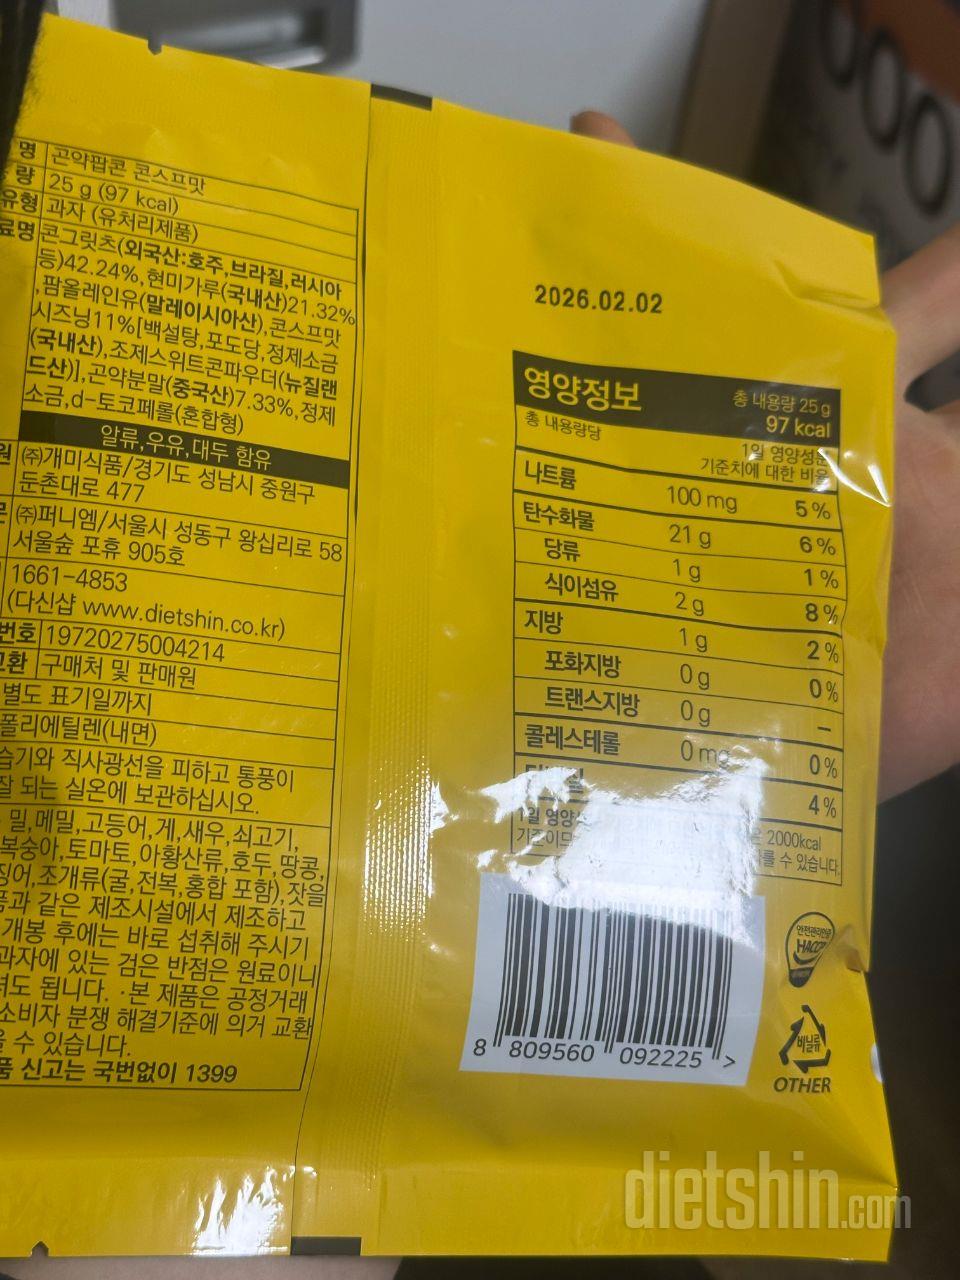 명 곤약팝콘 콘스프맛
량 25 g (97 kcal)
유형 과자 (유처리제품)
료명 콘그릿츠(외국산:호주,브라질,러시아
등)42.24%,현미가루(국내산)21.32%
,팜올레인유(말레이시아산),콘스프맛
시즈닝11%[백설탕,포도당,정제소금
(국내산),조제스위트콘파우더(뉴질랜
드산)],곤약분말(중국산)7.33%,정제
소금,d-토코페롤(혼합형)
알류,우유,대두 함유
원 (주)개미식품/경기도 성남시 중원구
둔촌대로 477
(주)퍼니엠/서울시 성동구 왕십리로 58
서울숲 포휴 905호
1661-4853
(다신샵 www.dietshin.co.kr)
번호 19720275004214
교환 구매처 및 판매원
별도 표기일까지
폴리에틸렌(내면)
습기와 직사광선을 피하고 통풍이
잘 되는 실온에 보관하십시오.
밀,메밀,고등어,게,새우,쇠고기,
복숭아,토마토,아황산류,호두,땅콩,
징어,조개류(굴,전복,홍합 포함),잣을
품과 같은 제조시설에서 제조하고
개봉 후에는 바로 섭취해 주시기
과자에 있는 검은 반점은 원료이니
도 됩니다. ·본 제품은 공정거래
소비자 분쟁 해결기준에 의거 교환
을 수 있습니다.
품 신고는 국번없이 1399
2026.02.02
영양정보
총 내용량 25 g
97 kcal
총 내용량당
1일 영양성분
기준치에 대한 비율
나트륨 100 mg 5 %
탄수화물 21 g 6 %
당류 1 g 1 %
식이섬유 2 g 8 %
지방 1 g 2 %
포화지방 0 g 0 %
트랜스지방 0 g –
콜레스테롤 0 mg 0 %
4 %
1일 영양 2000kcal
수 있습니다.
8 809560 092225 >
안전관리인증
HACCP
비닐류
OTHER
dietshin.com